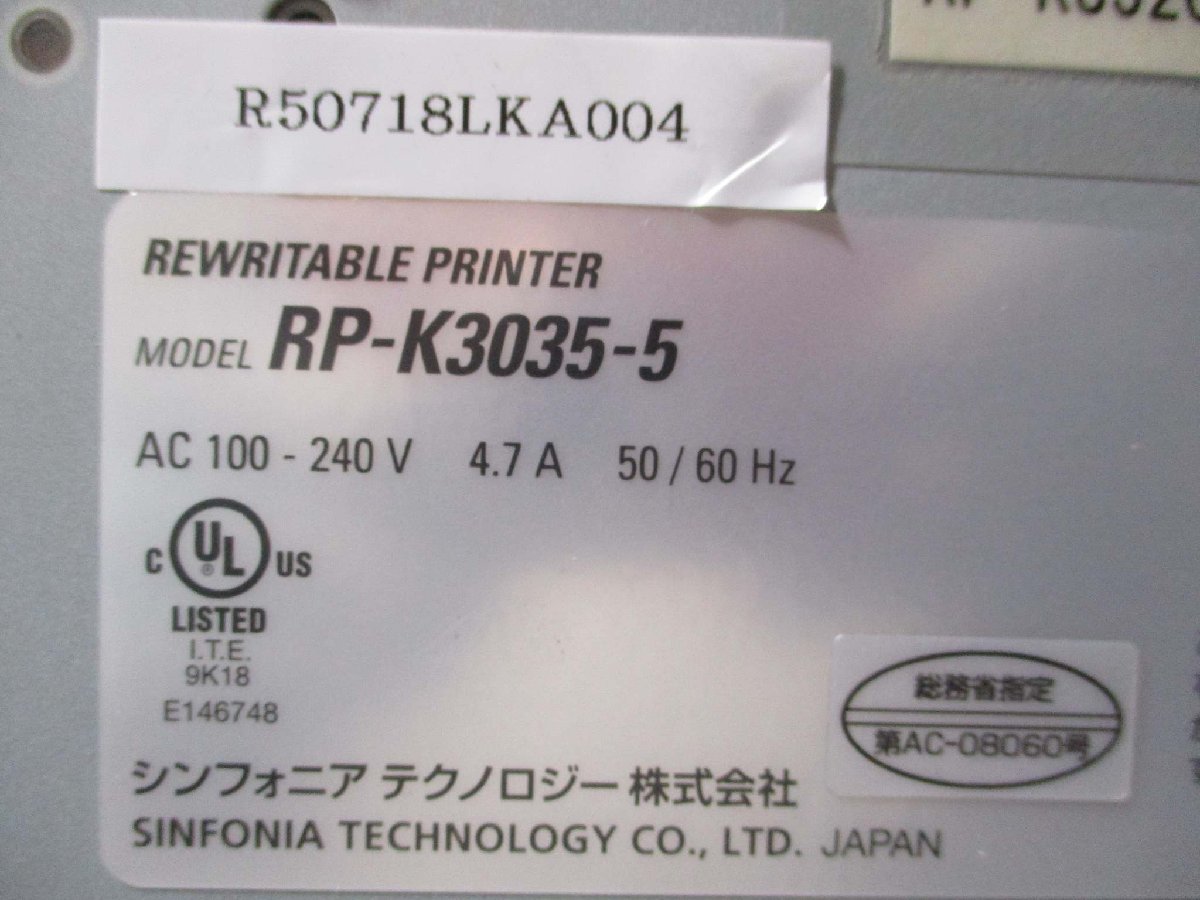 R50718LKA004
REWRITABLE PRINTER
MODEL RP-K3035-5
AC 100 - 240 V 4.7 A 50 / 60 Hz
C UL ® US
LISTED
I.T.E.
9K18
E146748
総務省指定
第AC-08060号
シンフォニア テクノロジー株式会社
SINFONIA TECHNOLOGY CO., LTD. JAPAN